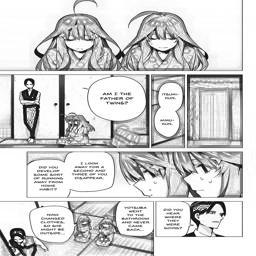 AM I THE
FATHER OF
TWINS?
ITSUKI-
KUN,
MIKU-
KUN,
DID YOU
DEVELOP
SOME SORT
OF RUNNING
AWAY FROM
HOME
HABIT?
I LOOK
AWAY FOR A
SECOND AND
THREE OF YOU
DISAPPEAR.
NINO
CHANGED
CLOTHES,
SO SHE
MIGHT BE
OUTSIDE...
YOTSUBA
WENT
TO THE
BATHROOM
AND NEVER
CAME
BACK...
DID YOU
HEAR
WHERE
THEY
WERE
GOING?